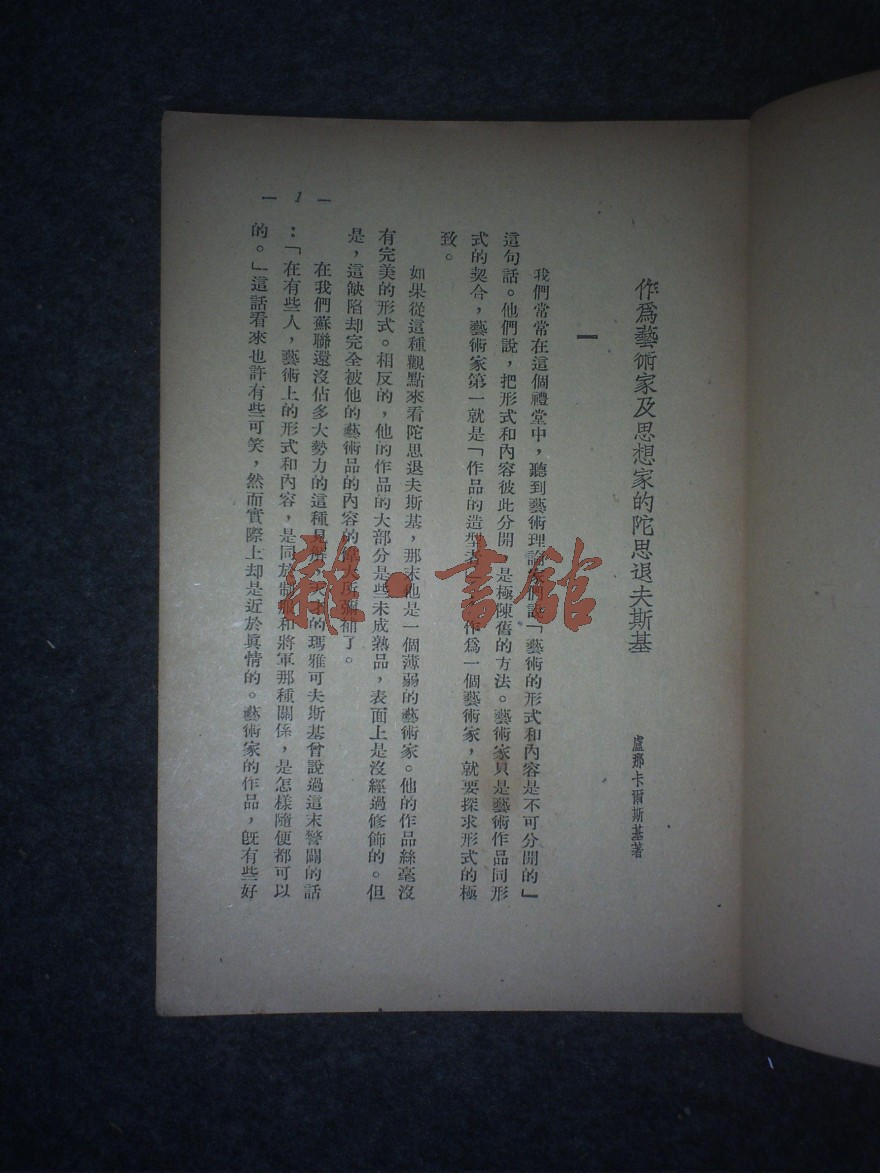 作爲藝術家及思想家的陀思退夫斯基
盧那卡爾斯基著
一
我們常常在這個禮堂中，聽到藝術理論家們說「藝術的形式和內容是不可分開的」
這句話。他們說，把形式和內容彼此分開，是極陳舊的方法。藝術家只是藝術作品同形
式的契合，藝術家第一就是「作品的造型者」作爲一個藝術家，就要探求形式的極
致。
如果從這種觀點來看陀思退夫斯基，那末他是一個薄弱的藝術家。他的作品絲毫沒
有完美的形式。相反的，他的作品的大部分是些未成熟品，表面上是沒經過修飾的。但
是，這缺陷却完全被他的藝術品的內容的所彌補了。
在我們蘇聯還沒佔多大勢力的這種見的瑪雅可夫斯基曾說過這末警闢的話
：「在有些人，藝術上的形式和內容，是同於制服和將軍那種關係，是怎樣隨便都可以
的。」這話看來也許有些可笑，然而實際上却是近於眞情的。藝術家的作品，旣有些好
— 1 —
雜·書館